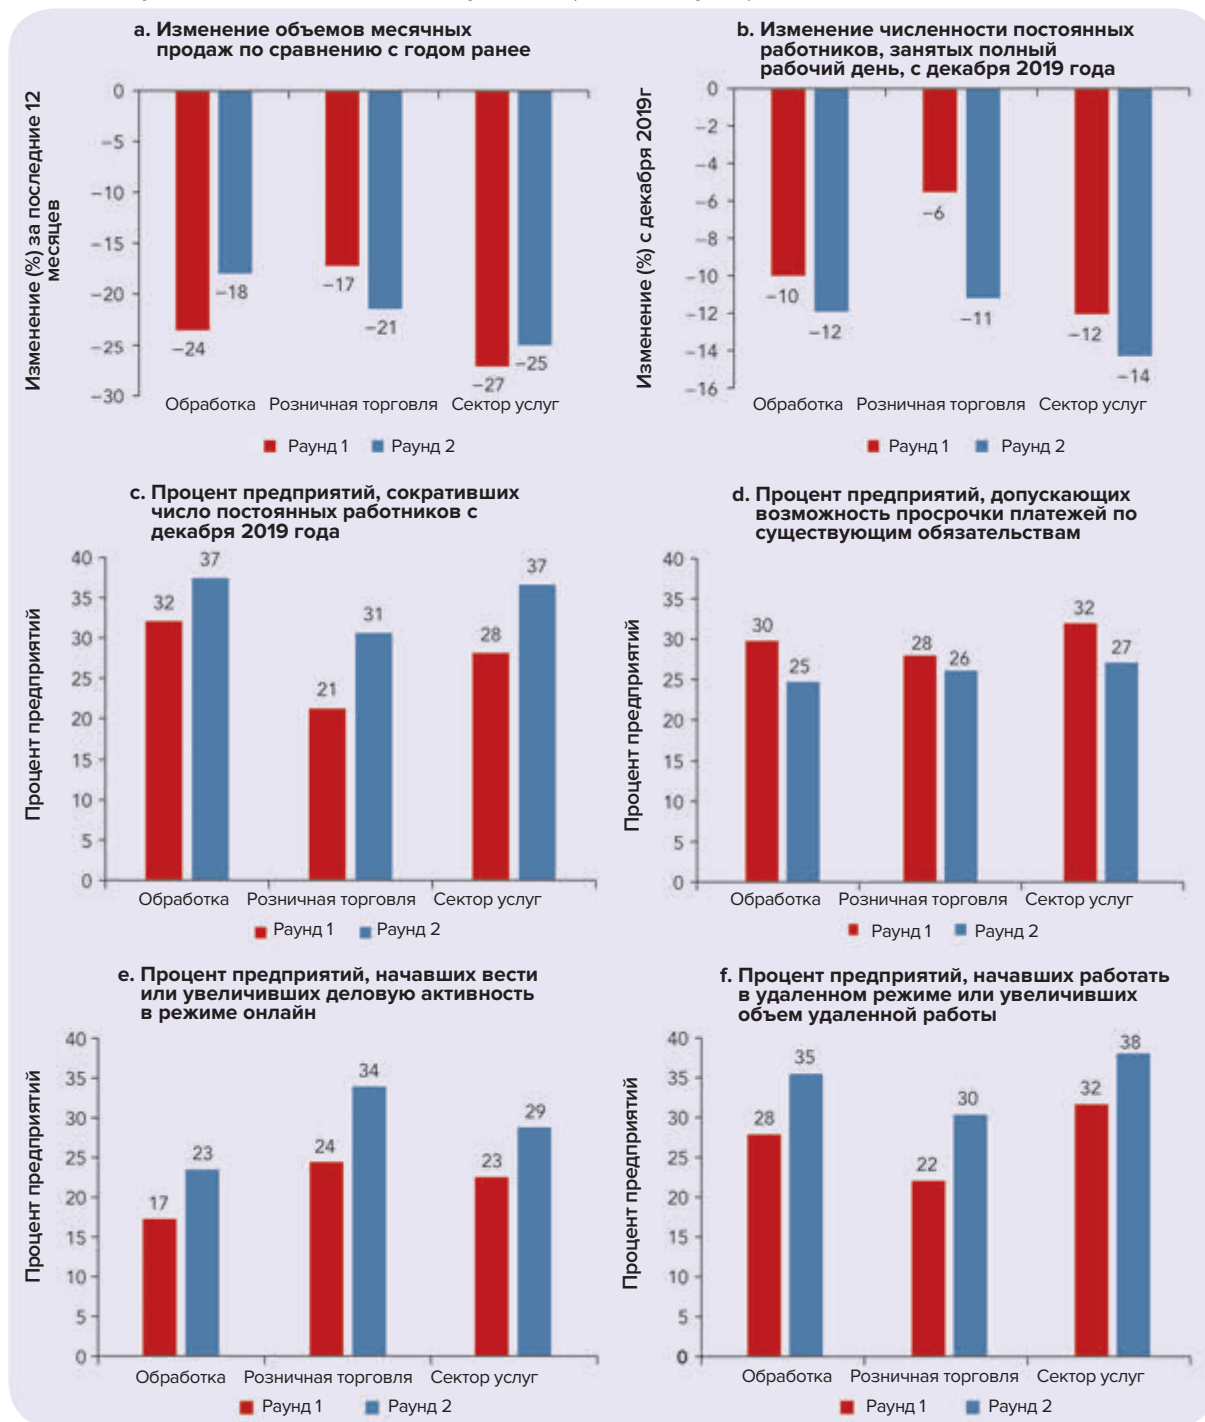 a. Изменение объемов месячных
продаж по сравнению с годом ранее
Изменение (%) за последние 12
месяцев
0
−5
−10
−15
−20
−25
−30
−24
−18
−17
−21
−27
−25
Обработка Розничная торговля Сектор услуг
Раунд 1 Раунд 2
b. Изменение численности постоянных
работников, занятых полный
рабочий день, с декабря 2019 года
Изменение (%) с декабря 2019г
0
−2
−4
−6
−8
−10
−12
−14
−16
−10
−12
−6
−11
−12
−14
Обработка Розничная торговля Сектор услуг
Раунд 1 Раунд 2
c. Процент предприятий, сокративших
число постоянных работников с
декабря 2019 года
Процент предприятий
40
35
30
25
20
15
10
5
0
32
37
21
31
28
37
Обработка Розничная торговля Сектор услуг
Раунд 1 Раунд 2
d. Процент предприятий, допускающих
возможность просрочки платежей по
существующим обязательствам
Процент предприятий
40
35
30
25
20
15
10
5
0
30
25
28
26
32
27
Обработка Розничная торговля Сектор услуг
Раунд 1 Раунд 2
e. Процент предприятий, начавших вести
или увеличивших деловую активность
в режиме онлайн
Процент предприятий
40
35
30
25
20
15
10
5
0
17
23
24
34
23
29
Обработка Розничная торговля Сектор услуг
Раунд 1 Раунд 2
f. Процент предприятий, начавших работать
в удаленном режиме или увеличивших
объем удаленной работы
Процент предприятий
40
35
30
25
20
15
10
5
0
28
35
22
30
32
38
Обработка Розничная торговля Сектор услуг
Раунд 1 Раунд 2